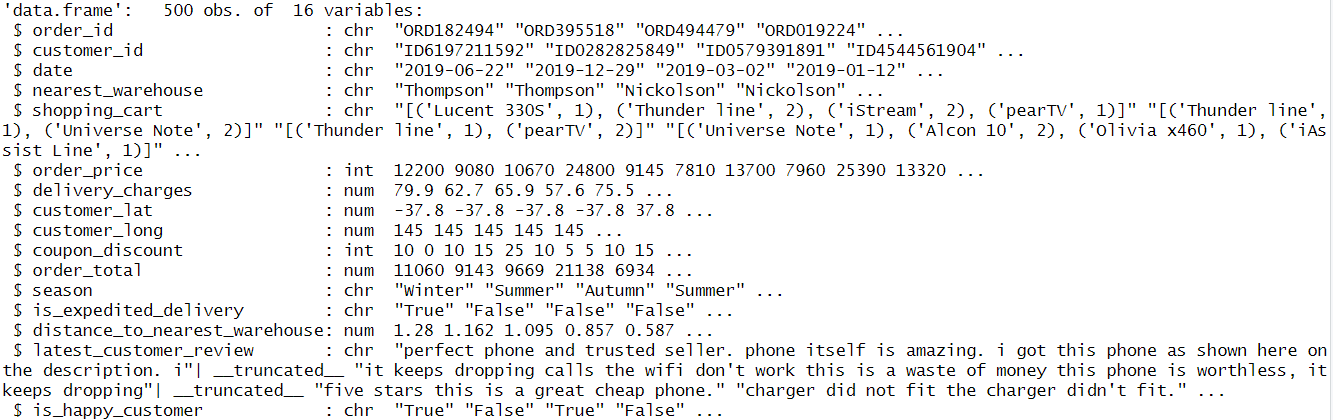 'data.frame':   500 obs. of  16 variables:
 $ order_id                     : chr  "ORD182494" "ORD395518" "ORD494479" "ORD019224" ...
 $ customer_id                  : chr  "ID6197211592" "ID0282825849" "ID0579391891" "ID4544561904" ...
 $ date                         : chr  "2019-06-22" "2019-12-29" "2019-03-02" "2019-01-12" ...
 $ nearest_warehouse            : chr  "Thompson" "Thompson" "Nickolson" "Nickolson" ...
 $ shopping_cart                : chr  "[('Lucent 330S', 1), ('Thunder line', 2), ('iStream', 2), ('pearTV', 1)]" "[('Thunder line',
1), ('Universe Note', 2)]" "[('Thunder line', 1), ('pearTV', 2)]" "[('Universe Note', 1), ('Alcon 10', 2), ('Olivia x460', 1), ('iAs
sist Line', 1)]" ...
 $ order_price                  : int  12200 9080 10670 24800 9145 7810 13700 7960 25390 13320 ...
 $ delivery_charges             : num  79.9 62.7 65.9 57.6 75.5 ...
 $ customer_lat                 : num  -37.8 -37.8 -37.8 -37.8 37.8 ...
 $ customer_long                : num  145 145 145 145 145 ...
 $ coupon_discount              : int  10 0 10 15 25 10 5 5 10 15 ...
 $ order_total                  : num  11060 9143 9669 21138 6934 ...
 $ season                       : chr  "Winter" "Summer" "Autumn" "Summer" ...
 $ is_expedited_delivery        : chr  "True" "False" "False" "False" ...
 $ distance_to_nearest_warehouse: num  1.28 1.162 1.095 0.857 0.587 ...
 $ latest_customer_review       : chr  "perfect phone and trusted seller. phone itself is amazing. i got this phone as shown here on
the description. i"| __truncated__ "it keeps dropping calls the wifi don't work this is a waste of money this phone is worthless, it
keeps dropping"| __truncated__ "five stars this is a great cheap phone." "charger did not fit the charger didn't fit." ...
 $ is_happy_customer            : chr  "True" "False" "True" "False" ...